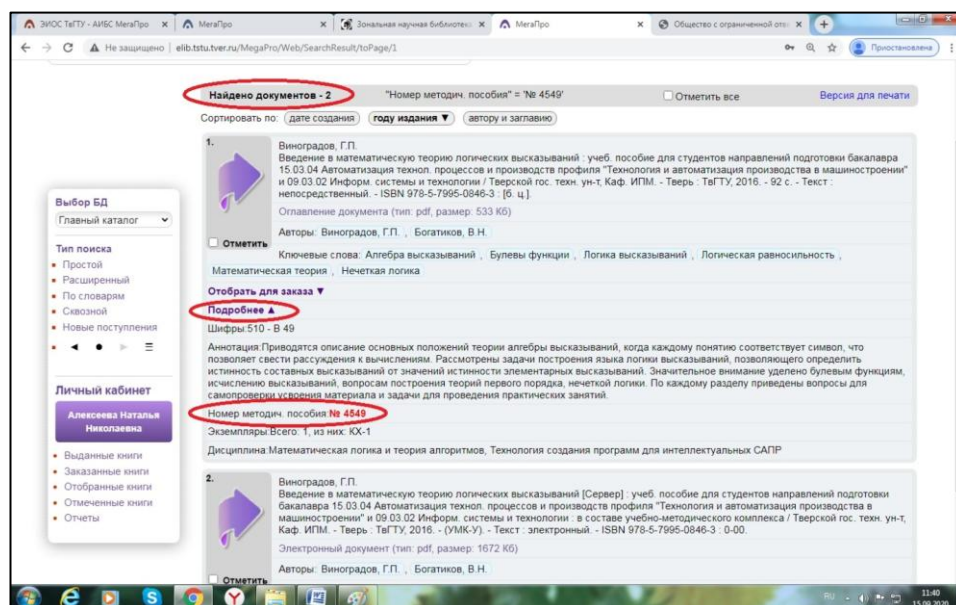 ЭИОС ТвГТУ - АИБС МегаПро
МегаПро
Зональная научная библиотека
МегаПро
Общество с ограниченной отв
Не защищено | elib.tstu.tver.ru/MegaPro/Web/SearchResult/toPage/1
Приостановлена
Найдено документов - 2 "Номер методич. пособия" = '№ 4549' Отметить все Версия для печати
Сортировать по: дате создания году издания ▼ автору и заглавию
Выбор БД
Главный каталог
Тип поиска
Простой
Расширенный
По словарям
Сквозной
Новые поступления
Личный кабинет
Алексеева Наталья
Николаевна
Выданные книги
Заказанные книги
Отобранные книги
Отмеченные книги
Отчеты
1.
Виноградов, Г.П.
Введение в математическую теорию логических высказываний : учеб. пособие для студентов направлений подготовки бакалавра
15.03.04 Автоматизация технол. процессов и производств профиля "Технология и автоматизация производств в машиностроении"
и 09.03.02 Информ. системы и технологии / Тверской гос. техн. ун-т, Каф. ИПМ. - Тверь : ТвГТУ, 2016. - 92 с. - Текст :
непосредственный. - ISBN 978-5-7995-0846-3 : [б. ц.].
Оглавление документа (тип: pdf, размер: 533 Кб)
Авторы: Виноградов, Г.П. , Богатиков, В.Н.
Отметить
Ключевые слова: Алгебра высказываний , Булевы функции , Логика высказываний , Логическая равносильность ,
Математическая теория , Нечеткая логика
Отобрать для заказа ▼
Подробнее ▲
Шифры:510 - В 49
Аннотация:Приводятся описание основных положений теории алгебры высказываний, когда каждому понятию соответствует символ, что
позволяет свести рассуждения к вычислениям. Рассмотрены задачи построения языка логики высказываний, позволяющего определить
истинность составных высказываний от значений истинности элементарных высказываний. Значительное внимание уделено булевым функциям,
исчислению высказываний, вопросам построения теорий первого порядка, нечеткой логики. По каждому разделу приведены вопросы для
самопроверки усвоения материала и задачи для проведения практических занятий.
Номер методич. пособия:№ 4549
Экземпляры:Всего: 1, из них: КХ-1
Дисциплина:Математическая логика и теория алгоритмов, Технология создания программ для интеллектуальных САПР
2.
Виноградов, Г.П.
Введение в математическую теорию логических высказываний [Сервер] : учеб. пособие для студентов направлений подготовки
бакалавра 15.03.04 Автоматизация технол. процессов и производств профиля "Технология и автоматизация производств в
машиностроении" и 09.03.02 Информ. системы и технологии : в составе учебно-методического комплекса / Тверской гос. техн. ун-т,
Каф. ИПМ. - Тверь : ТвГТУ, 2016. - (УМК-У). - Текст : электронный. - ISBN 978-5-7995-0846-3 : 0-00.
Электронный документ (тип: pdf, размер: 1672 Кб)
Авторы: Виноградов, Г.П. , Богатиков, В.Н.
Отметить
RU
11:40
15.09.2020